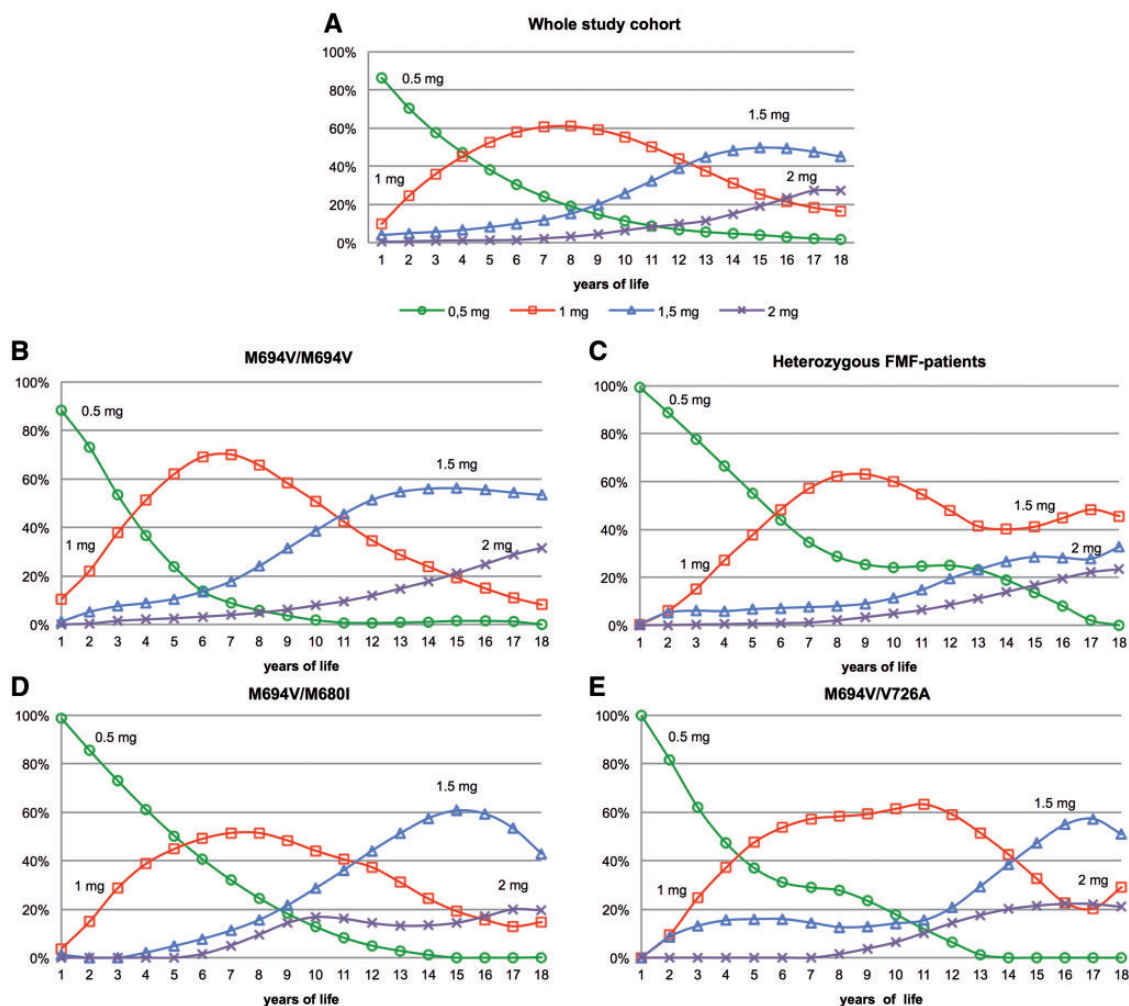 A
Whole study cohort
100%
80%
60%
40%
20%
0%
0.5 mg
1 mg
1.5 mg
2 mg
1 2 3 4 5 6 7 8 9 10 11 12 13 14 15 16 17 18
years of life
0,5 mg 1 mg 1,5 mg 2 mg
B
M694V/M694V
100%
80%
60%
40%
20%
0%
0.5 mg
1 mg
1.5 mg
2 mg
1 2 3 4 5 6 7 8 9 10 11 12 13 14 15 16 17 18
years of life
C
Heterozygous FMF-patients
100%
80%
60%
40%
20%
0%
0.5 mg
1 mg
1.5 mg
2 mg
1 2 3 4 5 6 7 8 9 10 11 12 13 14 15 16 17 18
years of life
D
M694V/M680I
100%
80%
60%
40%
20%
0%
0.5 mg
1 mg
1.5 mg
2 mg
1 2 3 4 5 6 7 8 9 10 11 12 13 14 15 16 17 18
years of life
E
M694V/V726A
100%
80%
60%
40%
20%
0%
0.5 mg
1 mg
1.5 mg
2 mg
1 2 3 4 5 6 7 8 9 10 11 12 13 14 15 16 17 18
years of life